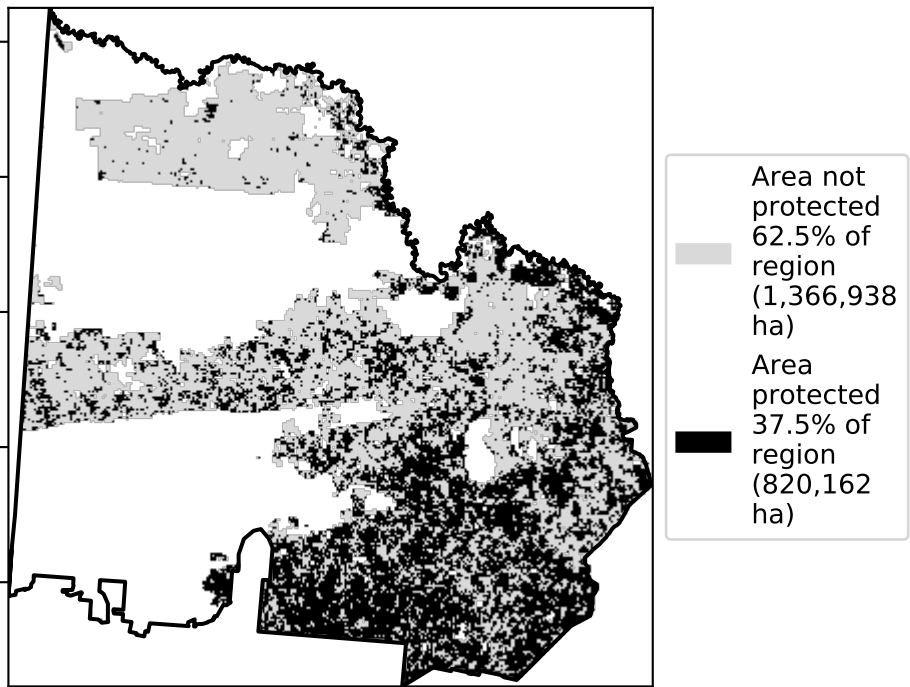 Area not
protected
62.5% of
region
(1,366,938
ha)
Area
protected
37.5% of
region
(820,162
ha)